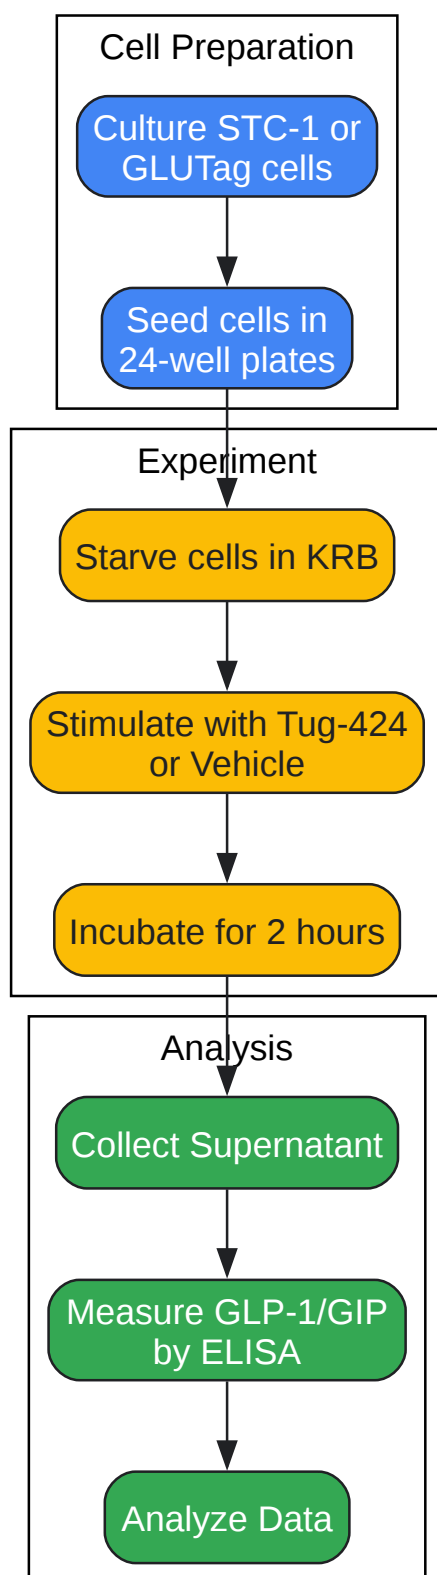 Cell Preparation
Culture STC-1 or
GLUTag cells
Seed cells in
24-well plates
Experiment
Starve cells in KRB
Stimulate with Tug-424
or Vehicle
Incubate for 2 hours
Analysis
Collect Supernatant
Measure GLP-1/GIP
by ELISA
Analyze Data